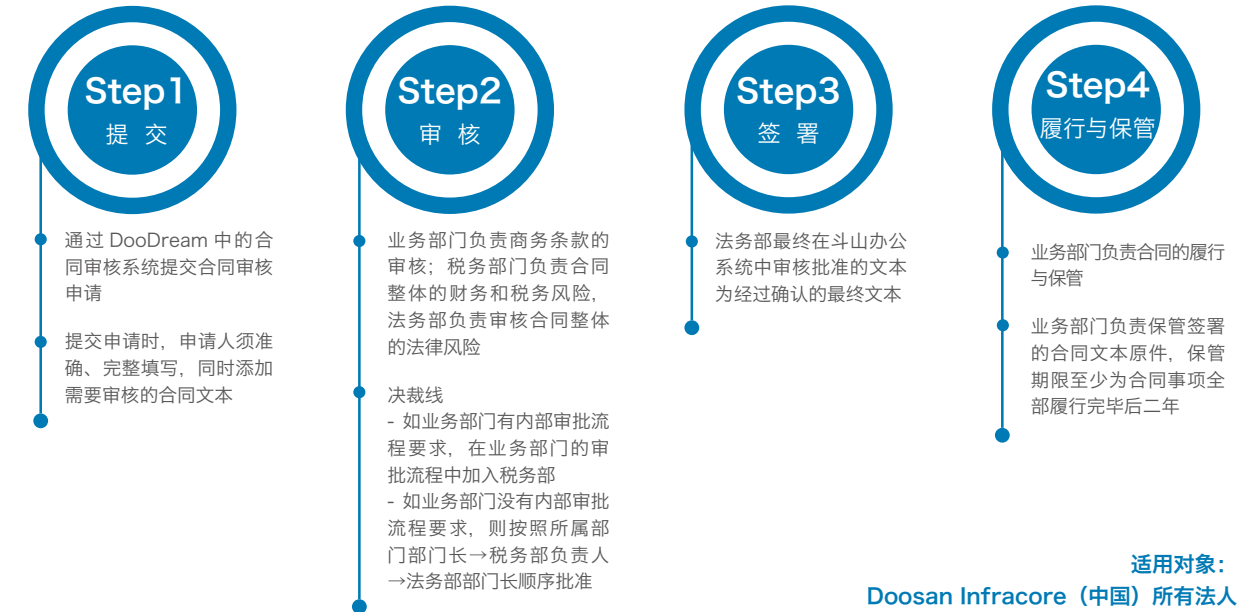 Step1
提 交
通过 DooDream 中的合
同审核系统提交合同审核
申请
提交申请时，申请人须准
确、完整填写，同时添加
需要审核的合同文本
Step2
审 核
业务部门负责商务条款的
审核；税务部门负责合同
整体的财务和税务风险，
法务部负责审核合同整体
的法律风险
决裁线
- 如业务部门有内部审批流
程要求，在业务部门的审
批流程中加入税务部
- 如业务部门没有内部审批
流程要求，则按照所属部
门部门长→税务部负责人
→法务部部门长顺序批准
Step3
签 署
法务部最终在斗山办公
系统中审核批准的文本
为经过确认的最终文本
Step4
履行与保管
业务部门负责合同的履行
与保管
业务部门负责保管签署
的合同文本原件，保管
期限至少为合同事项全
部履行完毕后二年
适用对象：
Doosan Infracore（中国）所有法人